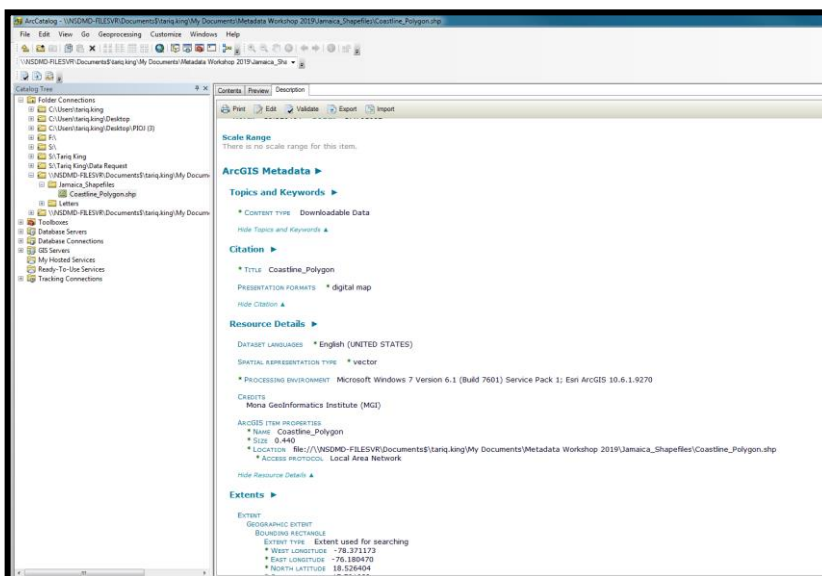 ArcCatalog - \\NSDMD-FILESVR\Documents$\tariq.king\My Documents\Metadata Workshop 2019\Jamaica_Shapefiles\Coastline_Polygon.shp
File Edit View Go Geoprocessing Customize Windows Help
\\NSDMD-FILESVR\Documents$\tariq.king\My Documents\Metadata Workshop 2019\Jamaica_Sha
Catalog Tree
Folder Connections
C:\Users\tariq.king
C:\Users\tariq.king\Desktop
C:\Users\tariq.king\Desktop\PIOJ (3)
F:\
S:\
S:\Tariq King
S:\Tariq King\Data Request
\\NSDMD-FILESVR\Documents$\tariq.king\My Docum
Jamaica_Shapefiles
Coastline_Polygon.shp
Letters
\\NSDMD-FILESVR\Documents$\tariq.king\My Docum
Toolboxes
Database Servers
Database Connections
GIS Servers
My Hosted Services
Ready-To-Use Services
Tracking Connections
Contents Preview Description
Print Edit Validate Export Import
Scale Range
There is no scale range for this item.
ArcGIS Metadata ►
Topics and Keywords ►
* CONTENT TYPE Downloadable Data
Hide Topics and Keywords ▲
Citation ►
* TITLE Coastline_Polygon
PRESENTATION FORMATS * digital map
Hide Citation ▲
Resource Details ►
DATASET LANGUAGES * English (UNITED STATES)
SPATIAL REPRESENTATION TYPE * vector
* PROCESSING ENVIRONMENT Microsoft Windows 7 Version 6.1 (Build 7601) Service Pack 1; Esri ArcGIS 10.6.1.9270
CREDITS
Mona GeoInformatics Institute (MGI)
ARCGIS ITEM PROPERTIES
* NAME Coastline_Polygon
* SIZE 0.440
* LOCATION file://\\NSDMD-FILESVR\Documents$\tariq.king\My Documents\Metadata Workshop 2019\Jamaica_Shapefiles\Coastline_Polygon.shp
* ACCESS PROTOCOL Local Area Network
Hide Resource Details ▲
Extents ►
EXTENT
GEOGRAPHIC EXTENT
BOUNDING RECTANGLE
EXTENT TYPE Extent used for searching
* WEST LONGITUDE -78.371173
* EAST LONGITUDE -76.180470
* NORTH LATITUDE 18.526404